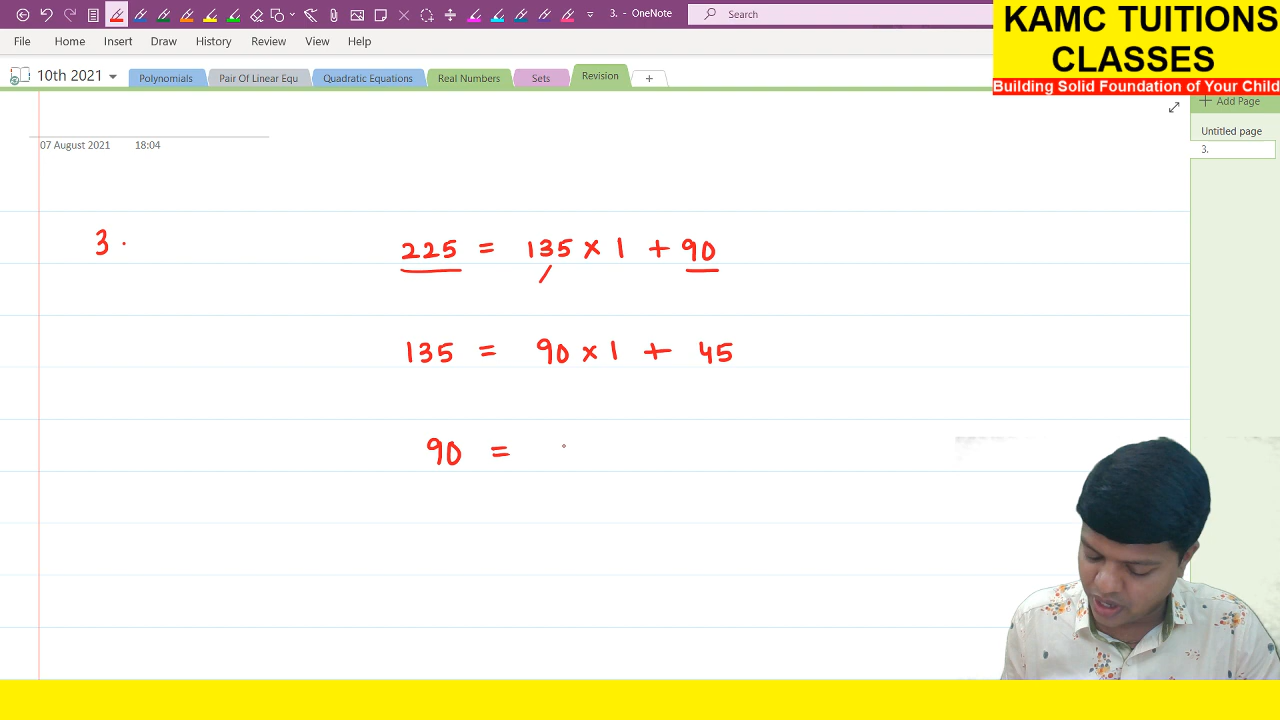 3. - OneNote
Search
KAMC TUITIONS
CLASSES
Building Solid Foundation of Your Child
File Home Insert Draw History Review View Help
10th 2021
Polynomials
Pair Of Linear Equ
Quadratic Equations
Real Numbers
Sets
Revision
+
+ Add Page
Untitled page
3.
07 August 2021 18:04
3. 225 = 135 × 1 + 90
135 = 90 × 1 + 45
90 =